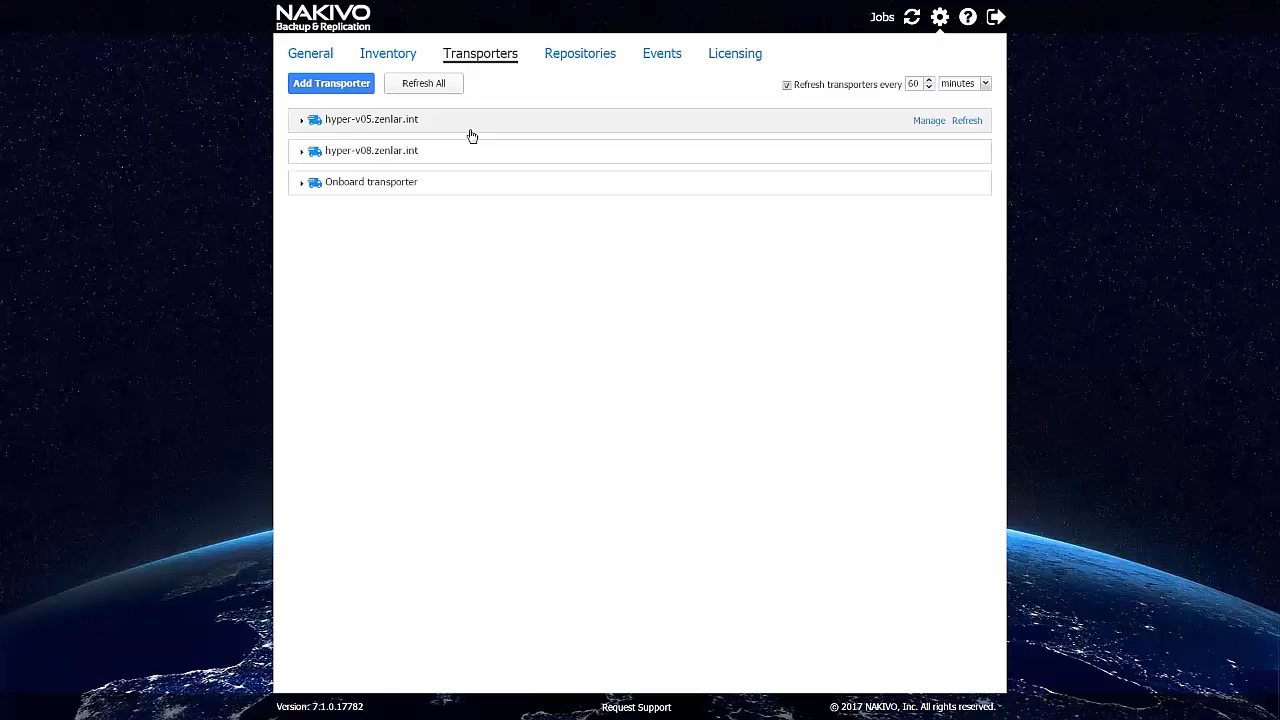 NAKIVO
Backup & Replication
Jobs
General Inventory Transporters Repositories Events Licensing
Add Transporter Refresh All Refresh transporters every 60 minutes
hyper-v05.zenlar.int Manage Refresh
hyper-v08.zenlar.int
Onboard transporter
Version: 7.1.0.17782 Request Support © 2017 NAKIVO, Inc. All rights reserved.